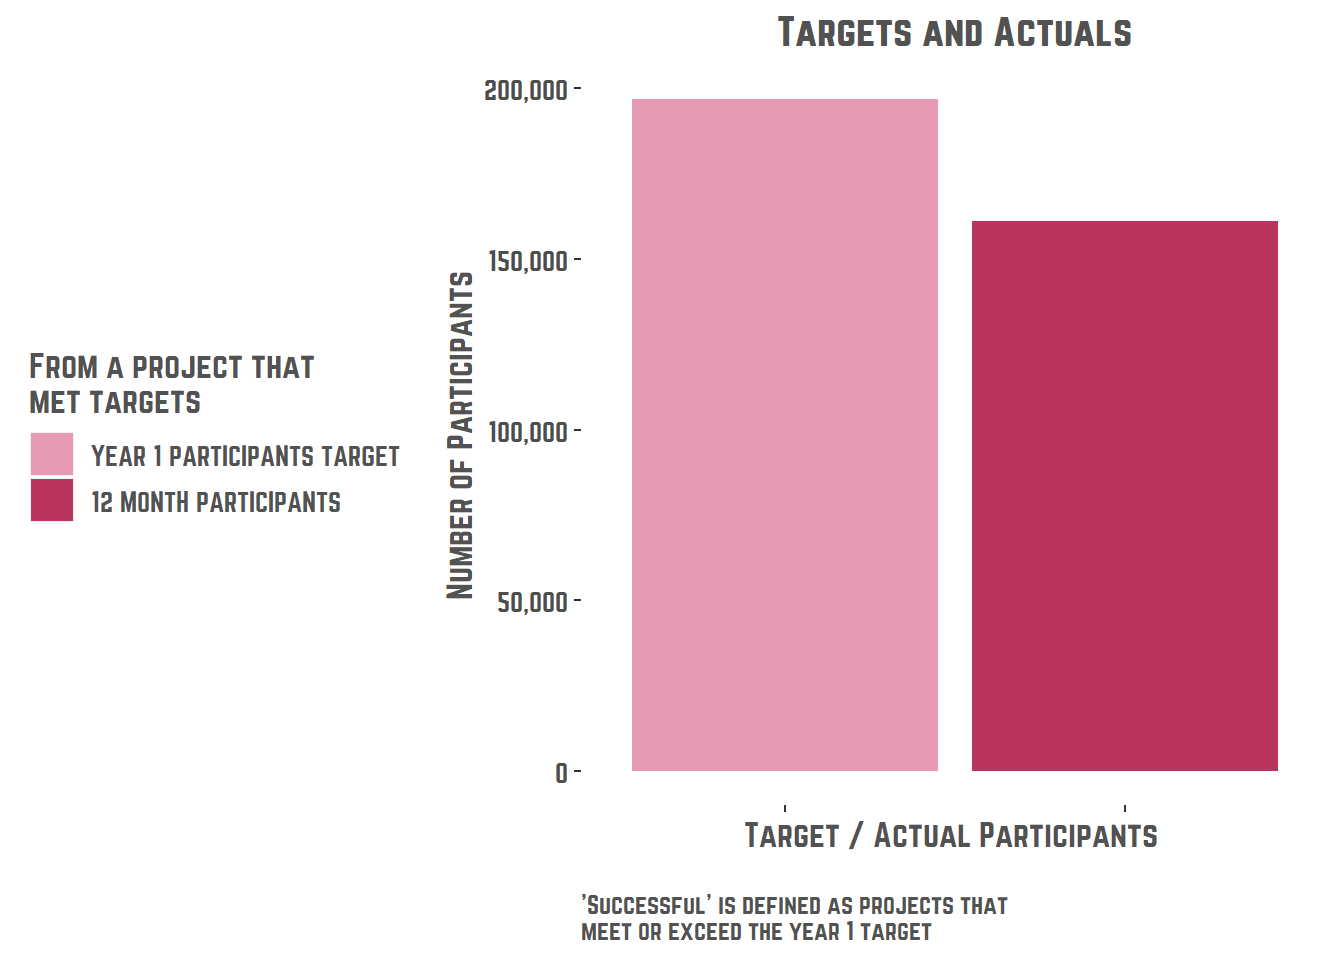 Targets and Actuals
200,000
150,000
100,000
50,000
0
Number of Participants
From a project that
met targets
Year 1 participants target
12 month participants
Target / Actual Participants
'Successful' is defined as projects that
meet or exceed the year 1 target